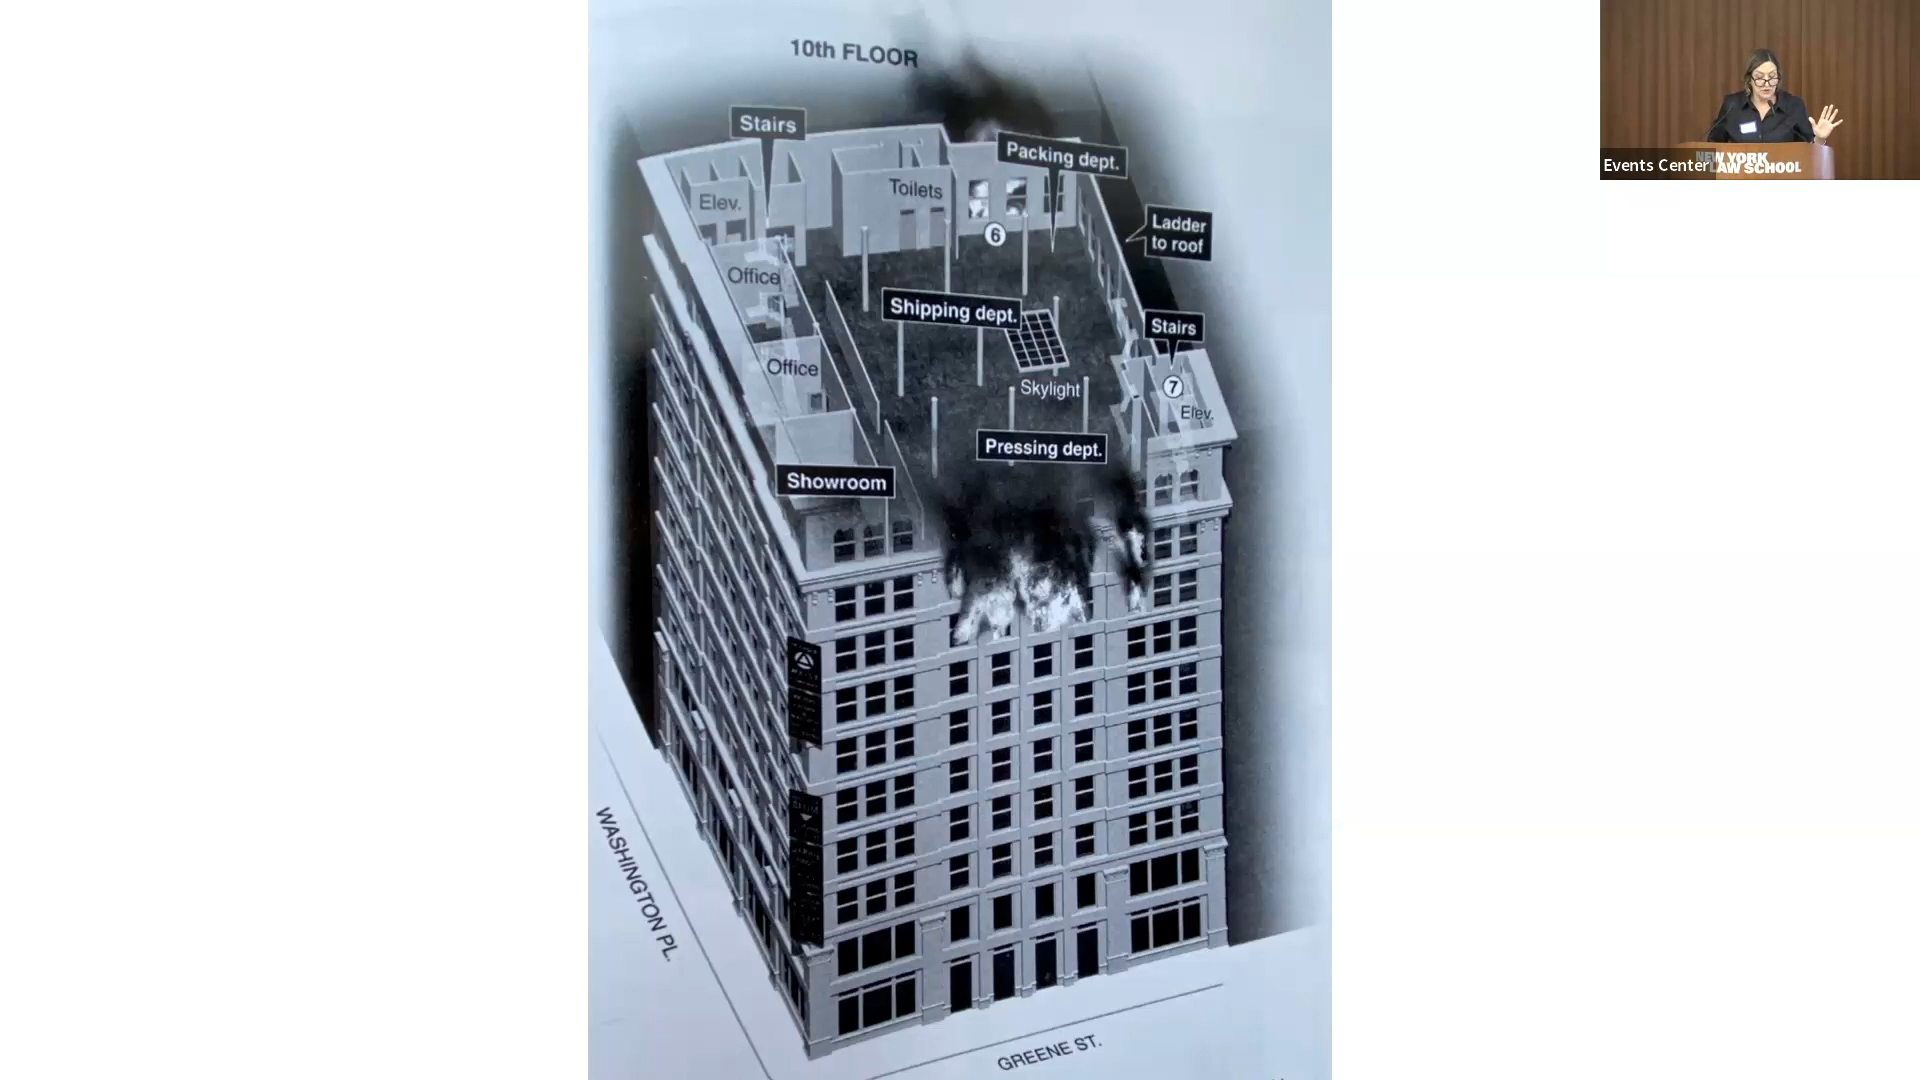 10th FLOOR
Stairs
Packing dept.
Elev.
Toilets
6
Ladder
to roof
Office
Shipping dept.
Stairs
Office
Skylight
7
Elev.
Pressing dept.
Showroom
WASHINGTON PL.
GREENE ST.
Events Center
NEW YORK
LAW SCHOOL